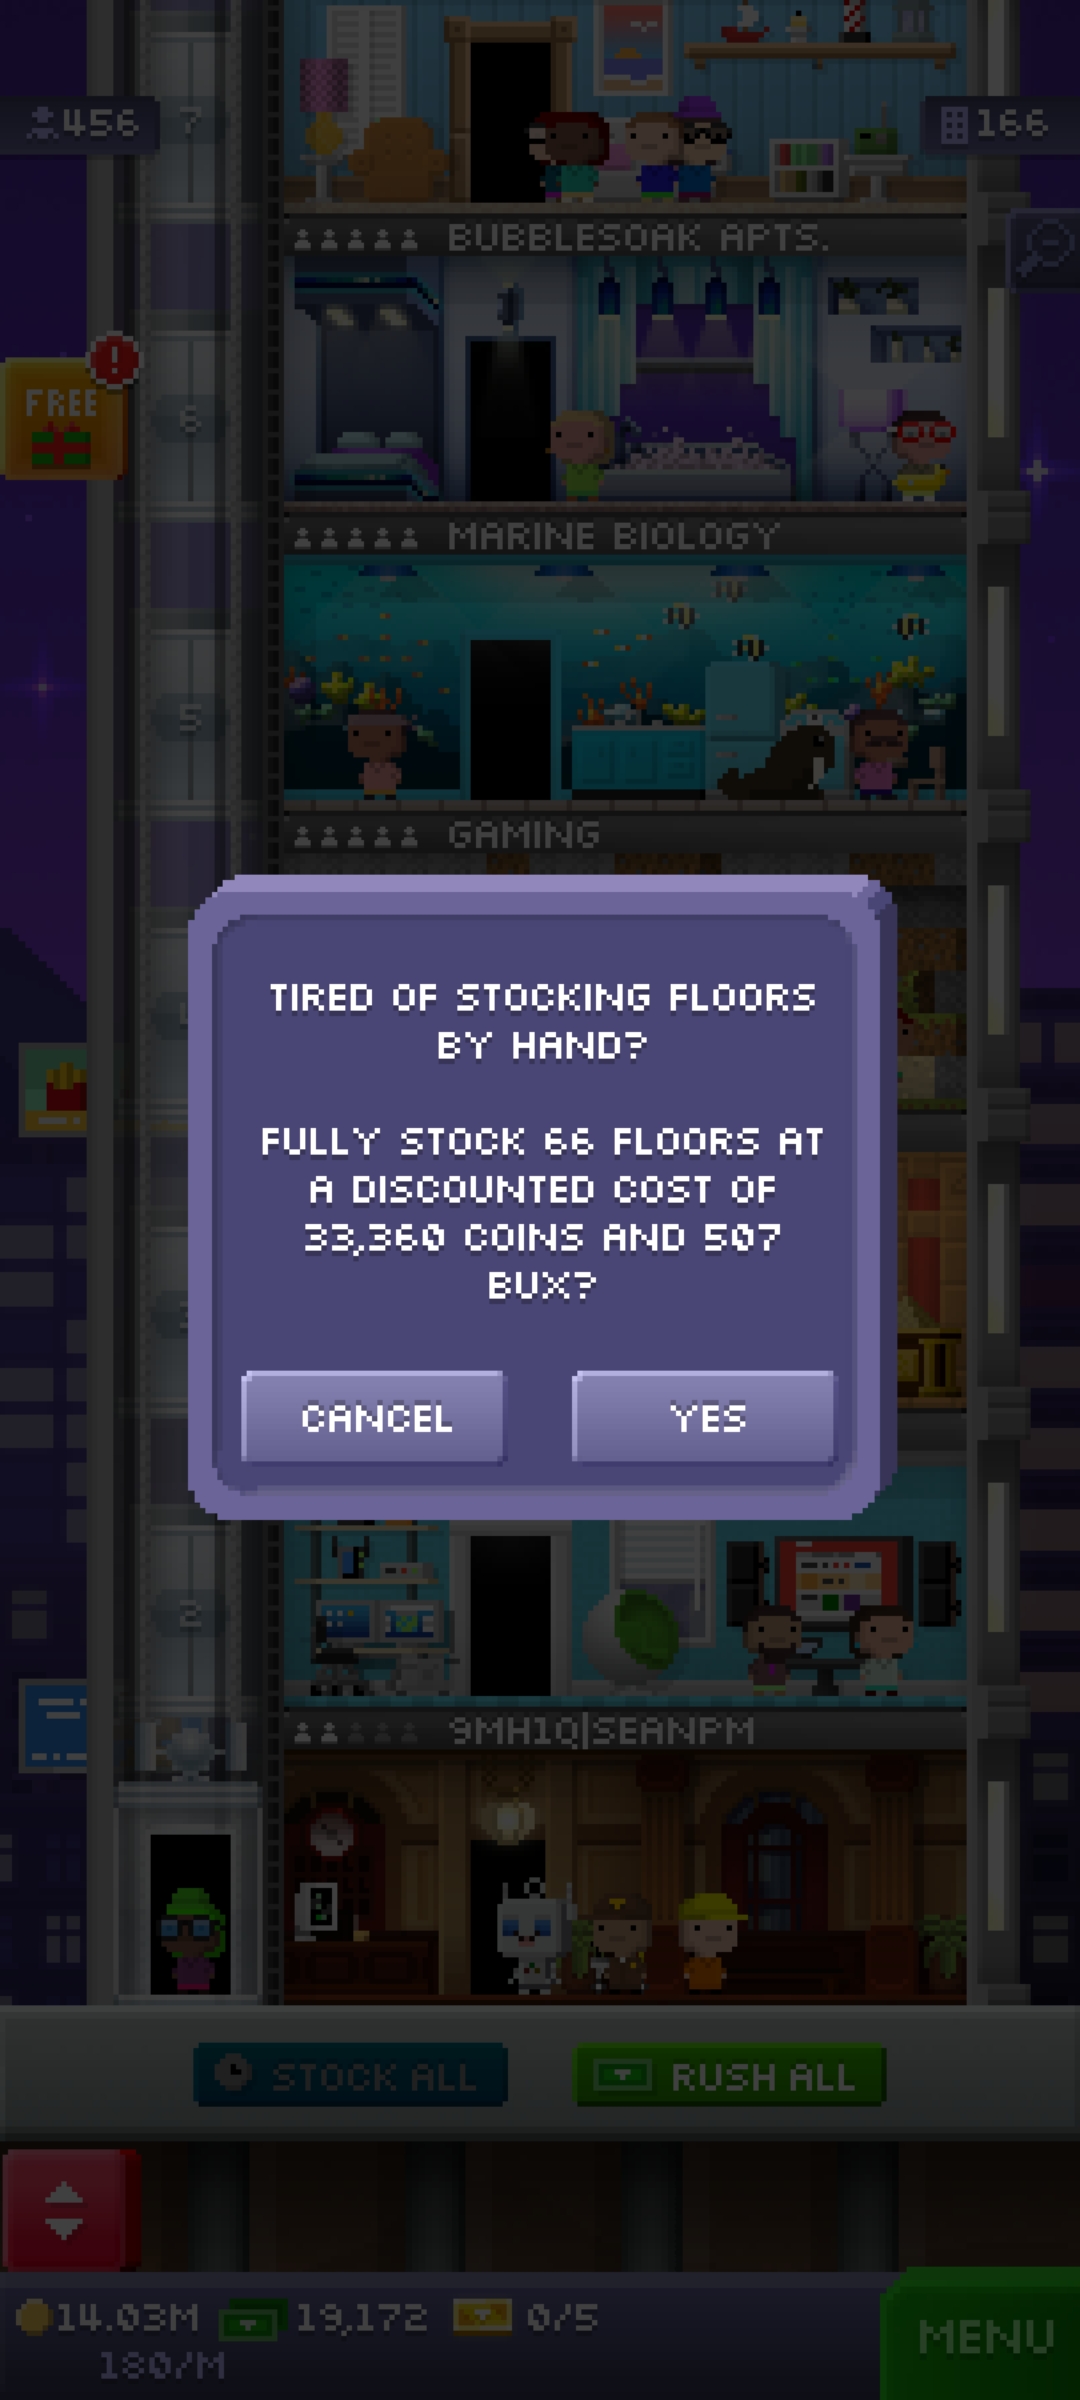 456
7
166
BUBBLESOAK APTS.
FREE
!
6
MARINE BIOLOGY
5
GAMING
TIRED OF STOCKING FLOORS
BY HAND?
FULLY STOCK 66 FLOORS AT
A DISCOUNTED COST OF
33,360 COINS AND 507
BUX?
CANCEL
YES
2
9MH1Q|SEANPM
STOCK ALL
RUSH ALL
14.03M
19,172
0/5
180/M
MENU